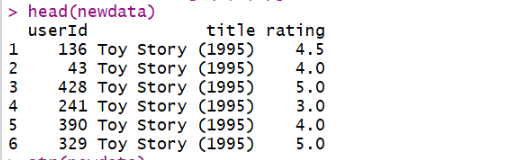 > head(newdata)
userId title rating
1 136 Toy Story (1995) 4.5
2 43 Toy Story (1995) 4.0
3 428 Toy Story (1995) 5.0
4 241 Toy Story (1995) 3.0
5 390 Toy Story (1995) 4.0
6 329 Toy Story (1995) 5.0